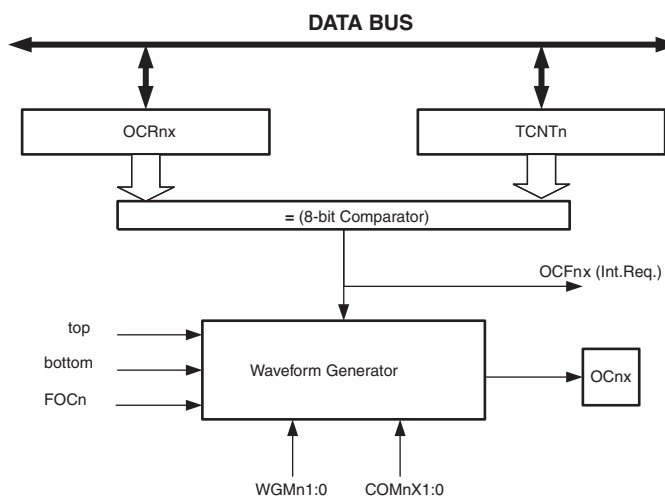 DATA BUS
OCRnx
TCNTn
= (8-bit Comparator)
OCFnx (Int.Req.)
top
bottom
FOCn
Waveform Generator
OCnx
WGMn1:0
COMnX1:0